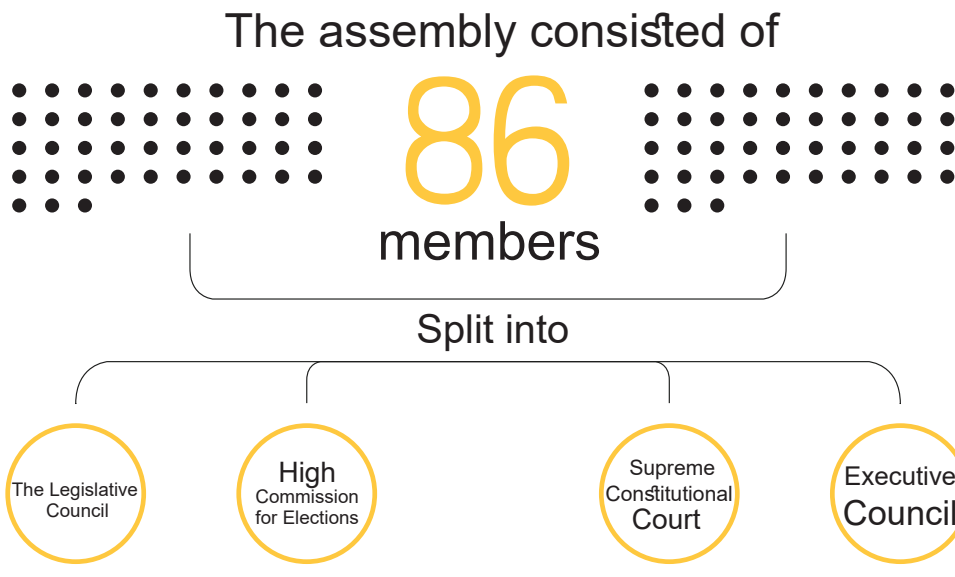 The assembly consisted of
86
members
Split into
The Legislative
Council
High
Commission
for Elections
Supreme
Constitutional
Court
Executive
Council